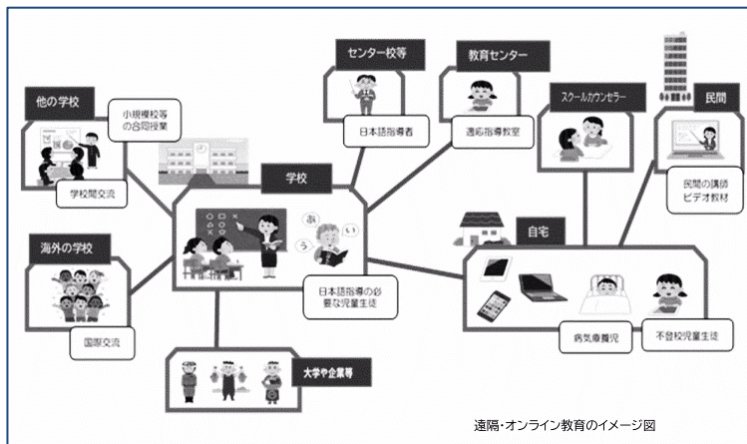 センター校等
教育センター
民間
他の学校
小規模校等
の合同授業
スクールカウンセラー
日本語指導者
適応指導教室
学校
民間の講師
ビデオ教材
学校間交流
あ
い
う
自宅
海外の学校
日本語指導の必
要な児童生徒
国際交流
病気療養児
不登校児童生徒
大学や企業等
遠隔・オンライン教育のイメージ図